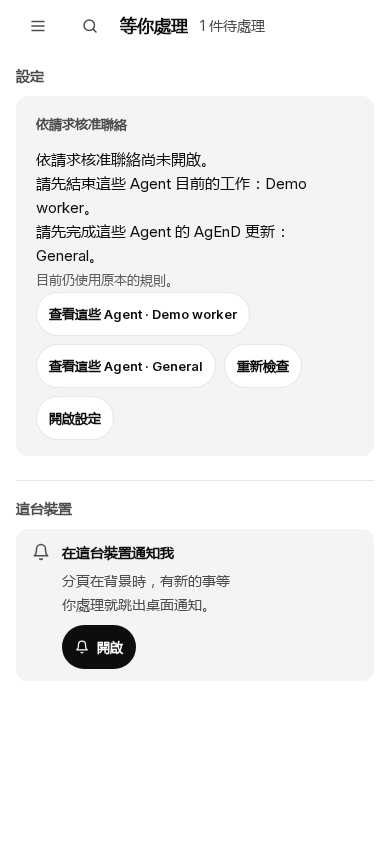 等你處理 1 件待處理
設定
依請求核准聯絡
依請求核准聯絡尚未開啟。
請先結束這些 Agent 目前的工作：Demo
worker。
請先完成這些 Agent 的 AgEnD 更新：
General。
目前仍使用原本的規則。
查看這些 Agent · Demo worker
查看這些 Agent · General
重新檢查
開啟設定
這台裝置
在這台裝置通知我
分頁在背景時，有新的事等
你處理就跳出桌面通知。
開啟